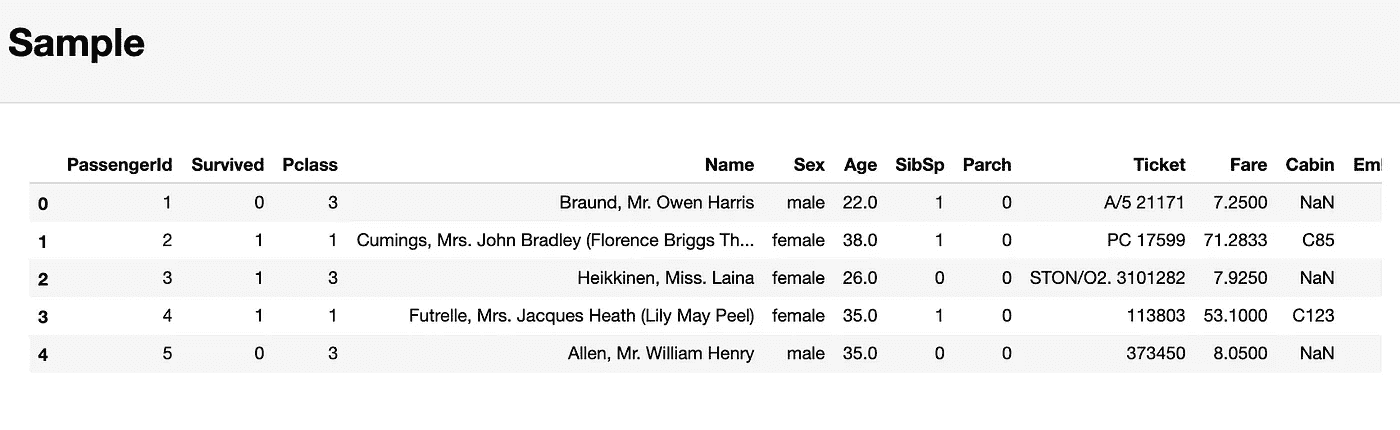 Sample
PassengerId Survived Pclass Name Sex Age SibSp Parch Ticket Fare Cabin
0 1 0 3 Braund, Mr. Owen Harris male 22.0 1 0 A/5 21171 7.2500 NaN
1 2 1 1 Cumings, Mrs. John Bradley (Florence Briggs Th... female 38.0 1 0 PC 17599 71.2833 C85
2 3 1 3 Heikkinen, Miss. Laina female 26.0 0 0 STON/O2. 3101282 7.9250 NaN
3 4 1 1 Futrelle, Mrs. Jacques Heath (Lily May Peel) female 35.0 1 0 113803 53.1000 C123
4 5 0 3 Allen, Mr. William Henry male 35.0 0 0 373450 8.0500 NaN